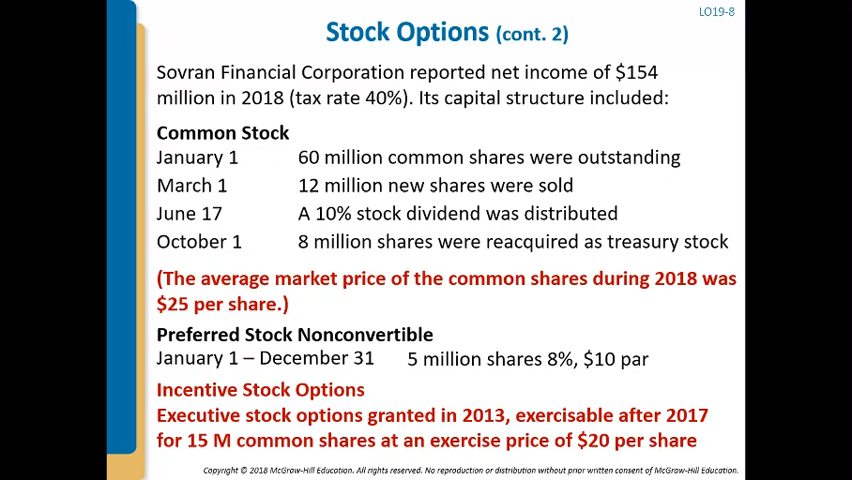 LO19-8
Stock Options (cont. 2)
Sovran Financial Corporation reported net income of $154
million in 2018 (tax rate 40%). Its capital structure included:
Common Stock
January 1 60 million common shares were outstanding
March 1 12 million new shares were sold
June 17 A 10% stock dividend was distributed
October 1 8 million shares were reacquired as treasury stock
(The average market price of the common shares during 2018 was
$25 per share.)
Preferred Stock Nonconvertible
January 1 – December 31 5 million shares 8%, $10 par
Incentive Stock Options
Executive stock options granted in 2013, exercisable after 2017
for 15 M common shares at an exercise price of $20 per share
Copyright © 2018 McGraw-Hill Education. All rights reserved. No reproduction or distribution without prior written consent of McGraw-Hill Education.